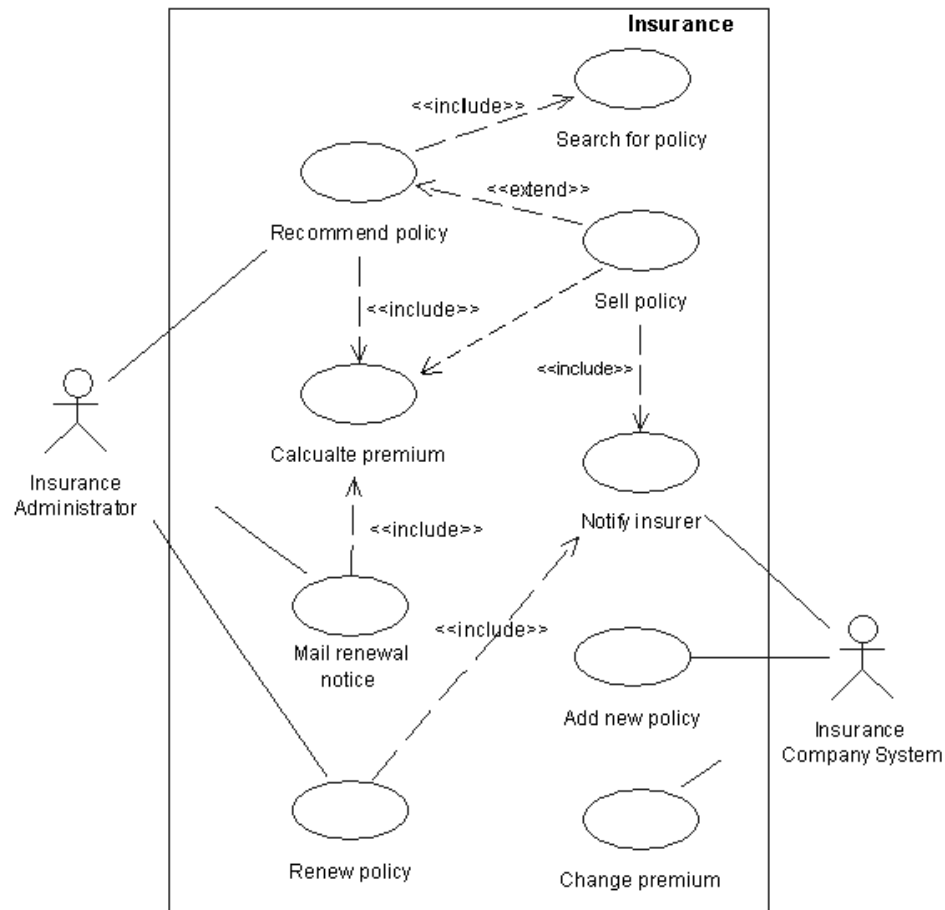 Insurance
<<include>>
Search for policy
<<extend>>
Recommend policy
Sell policy
<<include>>
<<include>>
Calcualte premium
Insurance
Administrator
Notify insurer
<<include>>
<<include>>
Mail renewal
notice
Add new policy
Insurance
Company System
Renew policy
Change premium